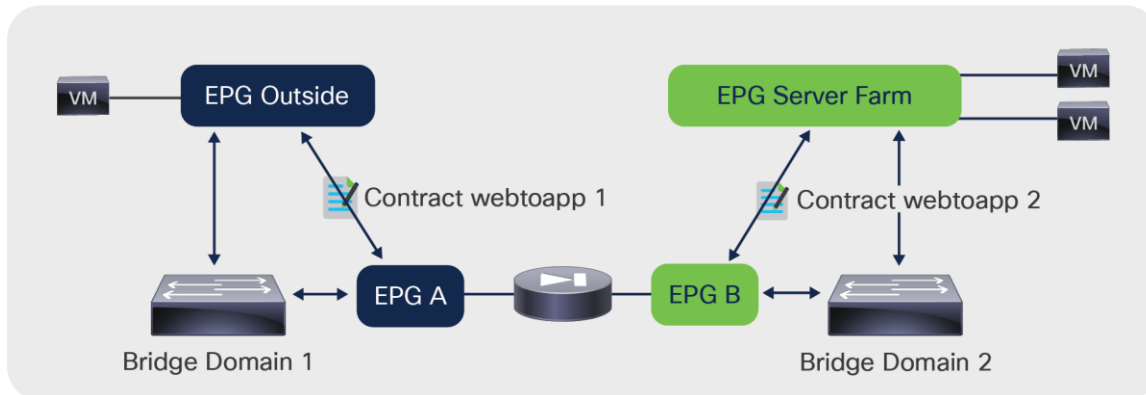 VM
EPG Outside
EPG Server Farm
VM
VM
Contract webtoapp 1
Contract webtoapp 2
EPG A
EPG B
Bridge Domain 1
Bridge Domain 2